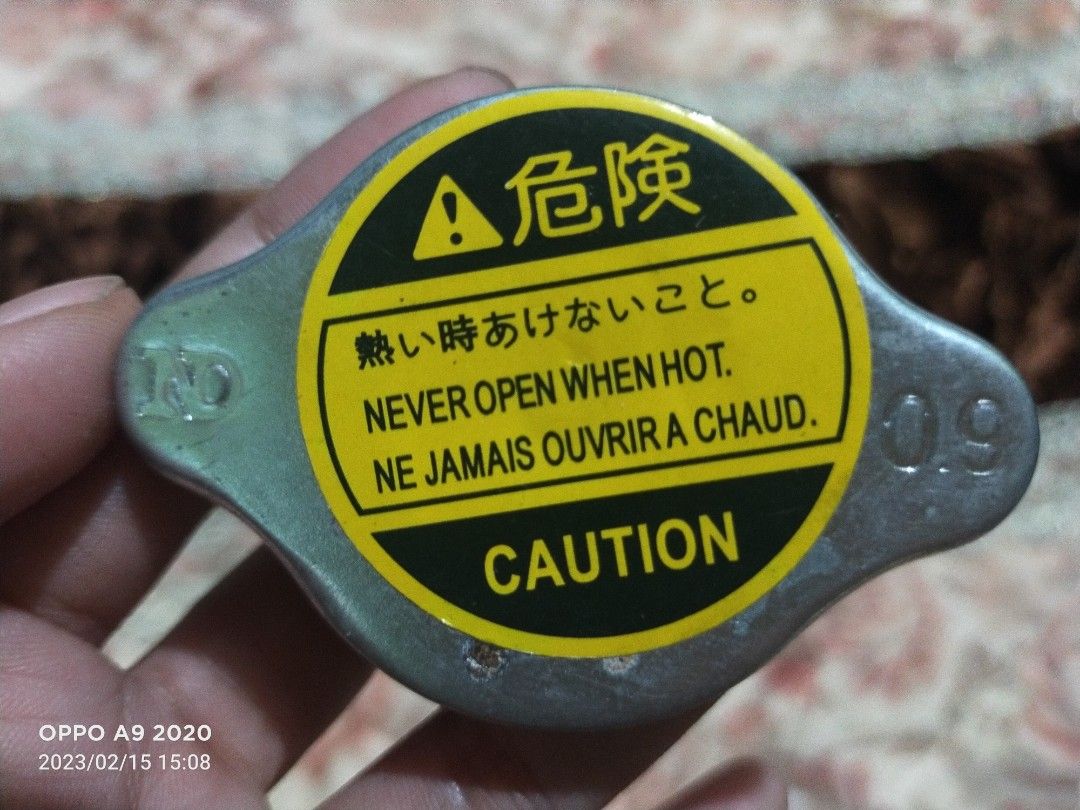 危険
熱い時あけないこと。
NEVER OPEN WHEN HOT.
NE JAMAIS OUVRIR A CHAUD.
CAUTION
0.9
OPPO A9 2020
2023/02/15 15:08